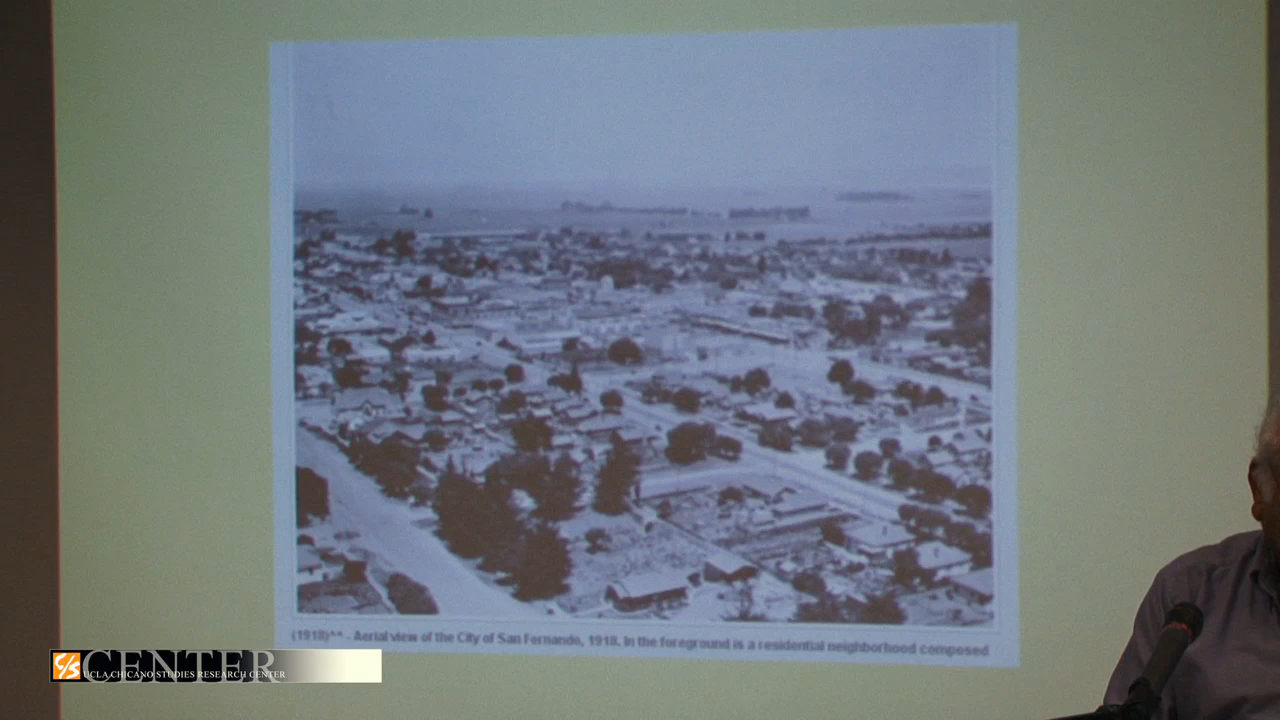 (1918)^^ - Aerial view of the City of San Fernando, 1918. In the foreground is a residential neighborhood composed
CENTER
UCLA CHICANO STUDIES RESEARCH CENTER